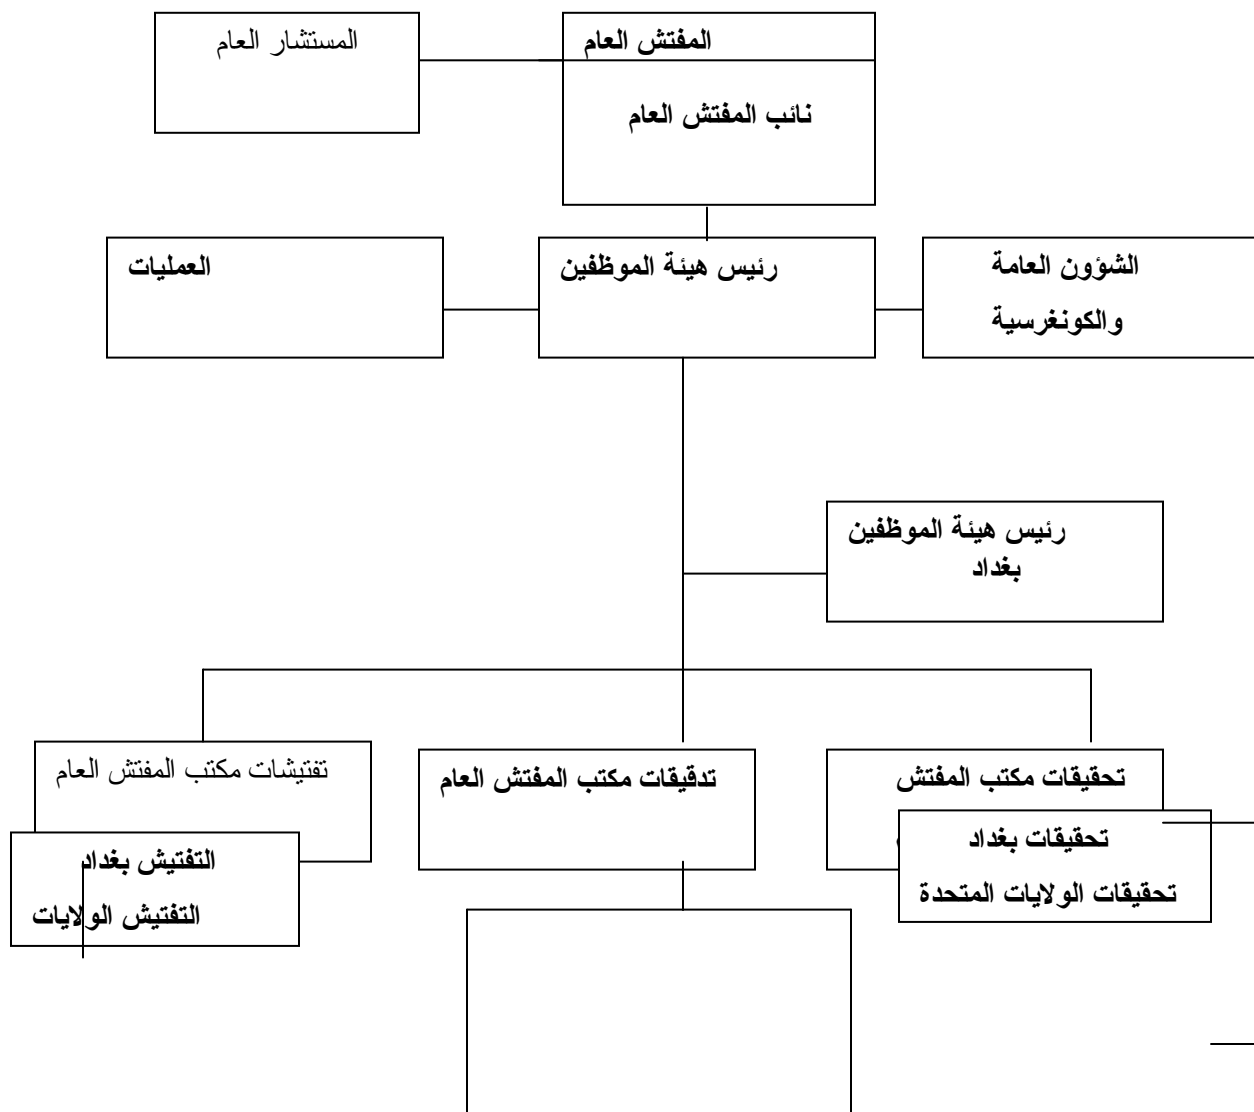 المستشار العام
المفتش العام
نائب المفتش العام
العمليات
رئيس هيئة الموظفين
الشؤون العامة
والكونغرسية
رئيس هيئة الموظفين
بغداد
تفتيشات مكتب المفتش العام
تدقيقات مكتب المفتش العام
تحقيقات مكتب المفتش
التفتيش بغداد
التفتيش الولايات
تحقيقات بغداد
تحقيقات الولايات المتحدة